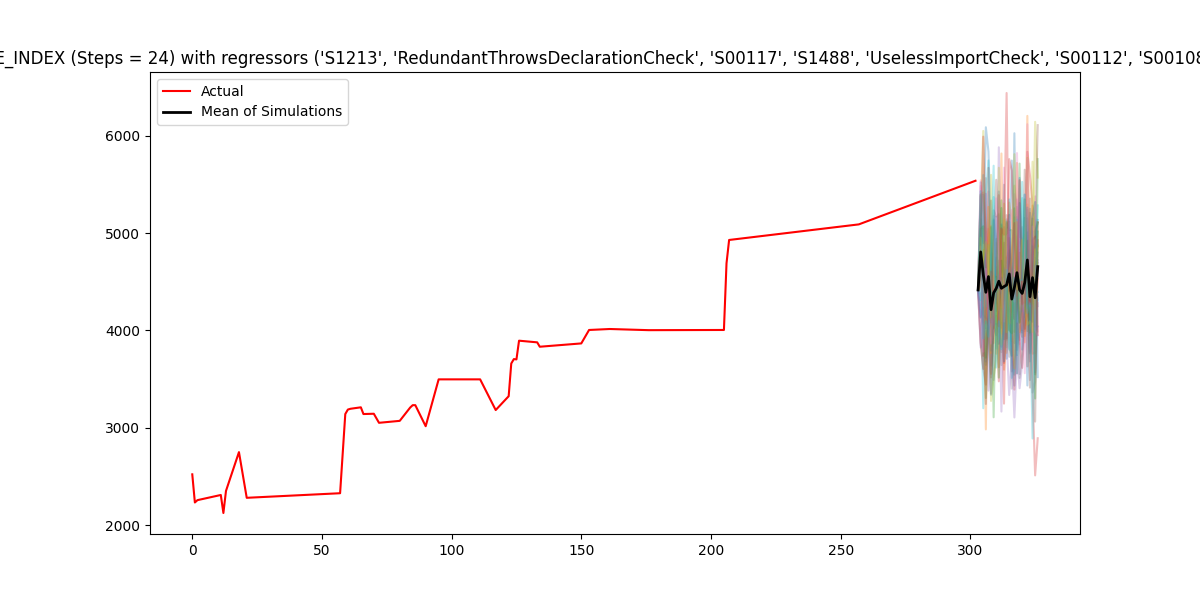 E_INDEX (Steps = 24) with regressors ('S1213', 'RedundantThrowsDeclarationCheck', 'S00117', 'S1488', 'UselessImportCheck', 'S00112', 'S00108
Actual
Mean of Simulations
6000
5000
4000
3000
2000
0 50 100 150 200 250 300